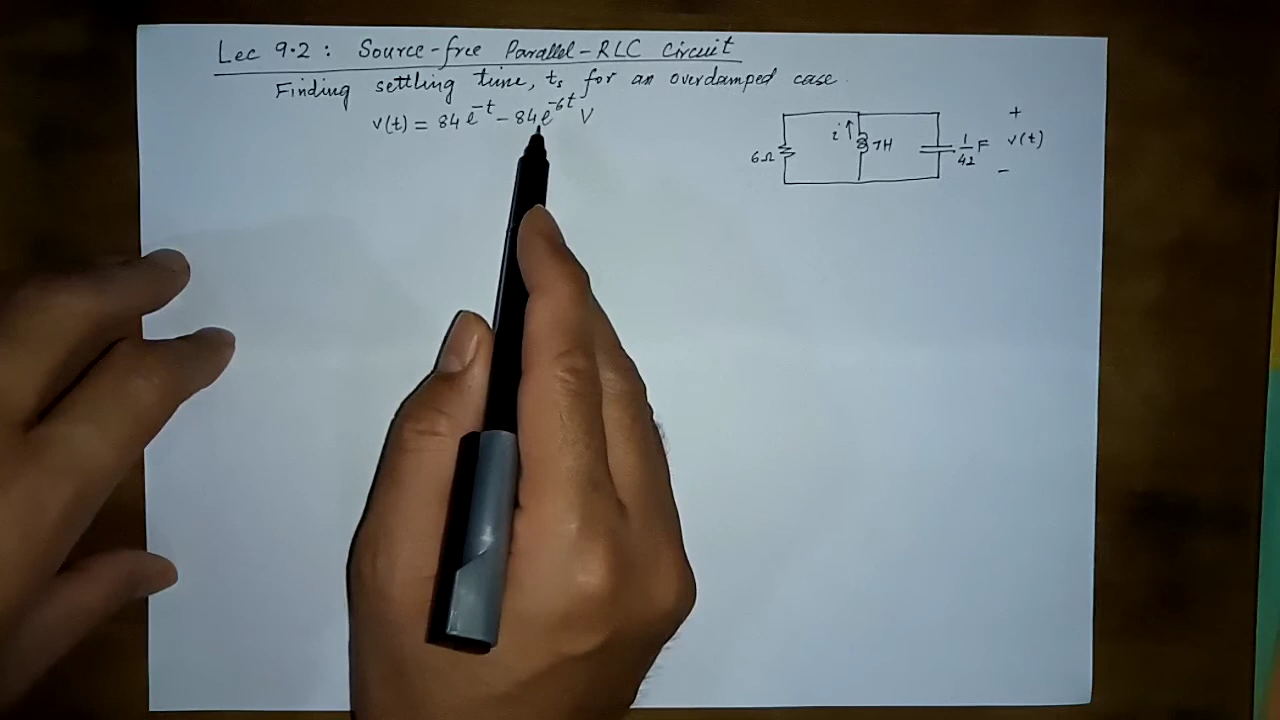 Lec 9.2 : Source-free Parallel-RLC Circuit
Finding settling time, ts for an overdamped case.
v(t) = 84e^-t - 84e^-6t V
6Ω i 7H 1/42 F + v(t) -